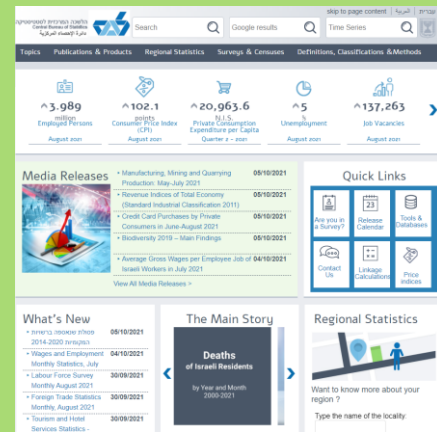 skip to page content | العربية | עברית
הלשכה המרכזית לסטטיסטיקה
Central Bureau of Statistics
دائرة الإحصاء المركزية
Search
Google results
Time Series
Topics Publications & Products Regional Statistics Surveys & Censuses Definitions, Classifications & Methods
3.989
million
Employed Persons
August 2021
102.1
points
Consumer Price Index
(CPI)
August 2021
20,963.6
N.I.S.
Private Consumption
Expenditure per Capita
Quarter 2 - 2021
5
%
Unemployment
August 2021
137,263
Job Vacancies
August 2021
Media Releases
• Manufacturing, Mining and Quarrying 05/10/2021
Production: May-July 2021
• Revenue Indices of Total Economy 05/10/2021
(Standard Industrial Classification 2011)
• Credit Card Purchases by Private 05/10/2021
Consumers in June-August 2021
• Biodiversity 2019 – Main Findings 05/10/2021
• Average Gross Wages per Employee Job of 04/10/2021
Israeli Workers in July 2021
View All Media Releases >
Quick Links
Are you in
a Survey?
Release
Calendar
23
Tools &
Databases
Contact
Us
Linkage
Calculations
Price
indices
What's New
05/10/2021
2014-2020
• Wages and Employment 04/10/2021
Monthly Statistics, July
• Labour Force Survey 30/09/2021
Monthly August 2021
• Foreign Trade Statistics 30/09/2021
Monthly, August 2021
• Tourism and Hotel 30/09/2021
Services Statistics -
The Main Story
Deaths
of Israeli Residents
by Year and Month
2000-2021
Regional Statistics
Want to know more about your
region ?
Type the name of the locality